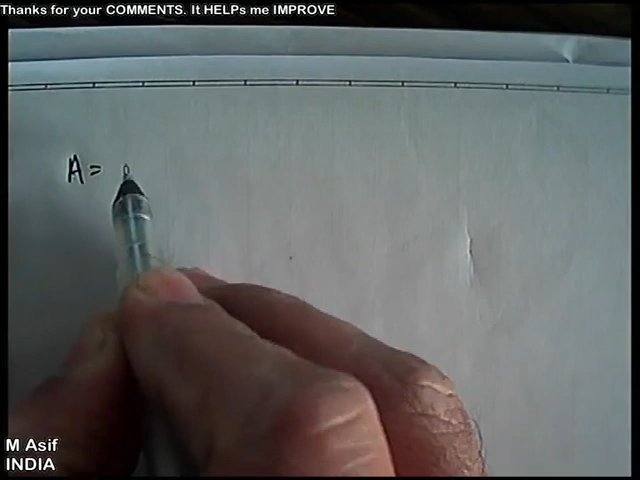 Thanks for your COMMENTS. It HELPs me IMPROVE
A =
M Asif
INDIA